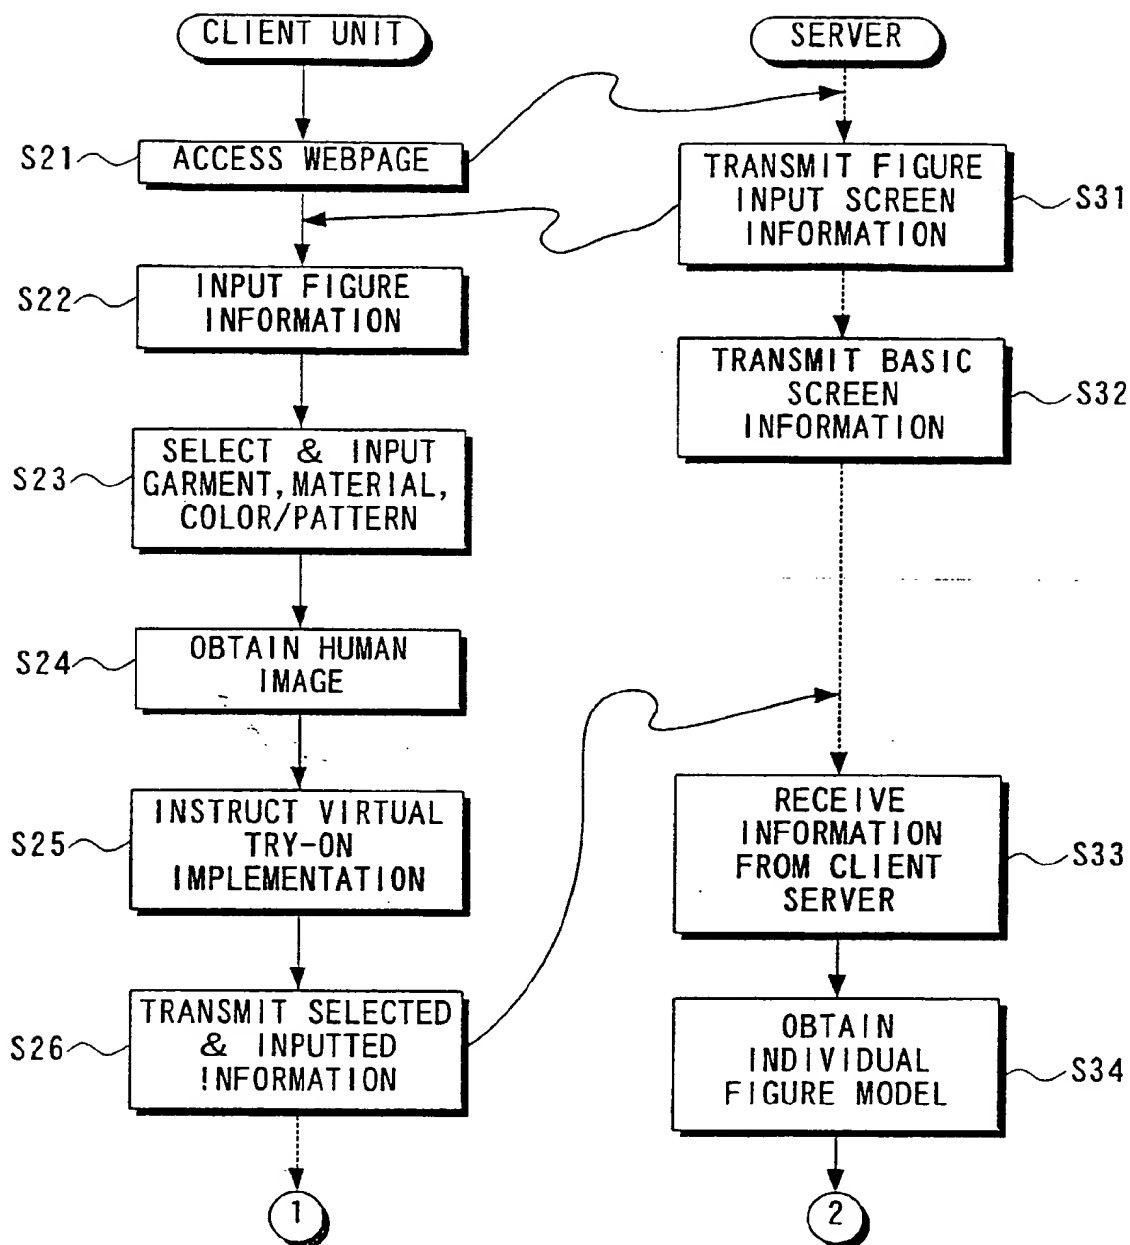 CLIENT UNIT
SERVER
S21
ACCESS WEBPAGE
TRANSMIT FIGURE
INPUT SCREEN
INFORMATION
S31
S22
INPUT FIGURE
INFORMATION
TRANSMIT BASIC
SCREEN
INFORMATION
S32
S23
SELECT & INPUT
GARMENT, MATERIAL,
COLOR/PATTERN
S24
OBTAIN HUMAN
IMAGE
S25
INSTRUCT VIRTUAL
TRY-ON
IMPLEMENTATION
RECEIVE
INFORMATION
FROM CLIENT
SERVER
S33
S26
TRANSMIT SELECTED
& INPUTTED
INFORMATION
OBTAIN
INDIVIDUAL
FIGURE MODEL
S34
1
2